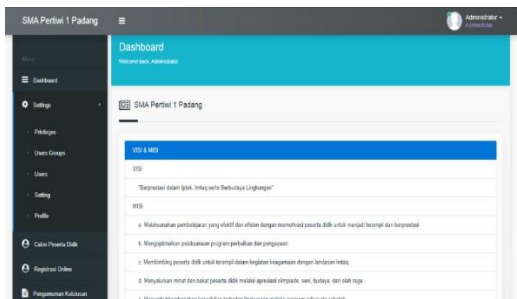 SMA Pertiwi 1 Padang
Administrator
Administrator
Menu
Dashboard
Settings
Privileges
Users Groups
Users
Setting
Profile
Calon Peserta Didik
Registrasi Online
Pengumuman Kelulusan
Dashboard
Welcome back, Administrator
SMA Pertiwi 1 Padang
VISI & MISI
VISI
"Berprestasi dalam Iptek, Imtaq serta Berbudaya Lingkungan"
MISI
a. Melaksanakan pembelajaran yang efektif dan efisien dengan memotivasi peserta didik untuk menjadi terampil dan berprestasi
b. Mengoptimalkan pelaksanaan program perbaikan dan pengayaan.
c. Membimbing peserta didik untuk terampil dalam kegiatan keagamaan dengan landasan Imtaq
d. Menyalurkan minat dan bakat peserta didik melalui apresiasi olimpiade, seni, budaya, dan olah raga